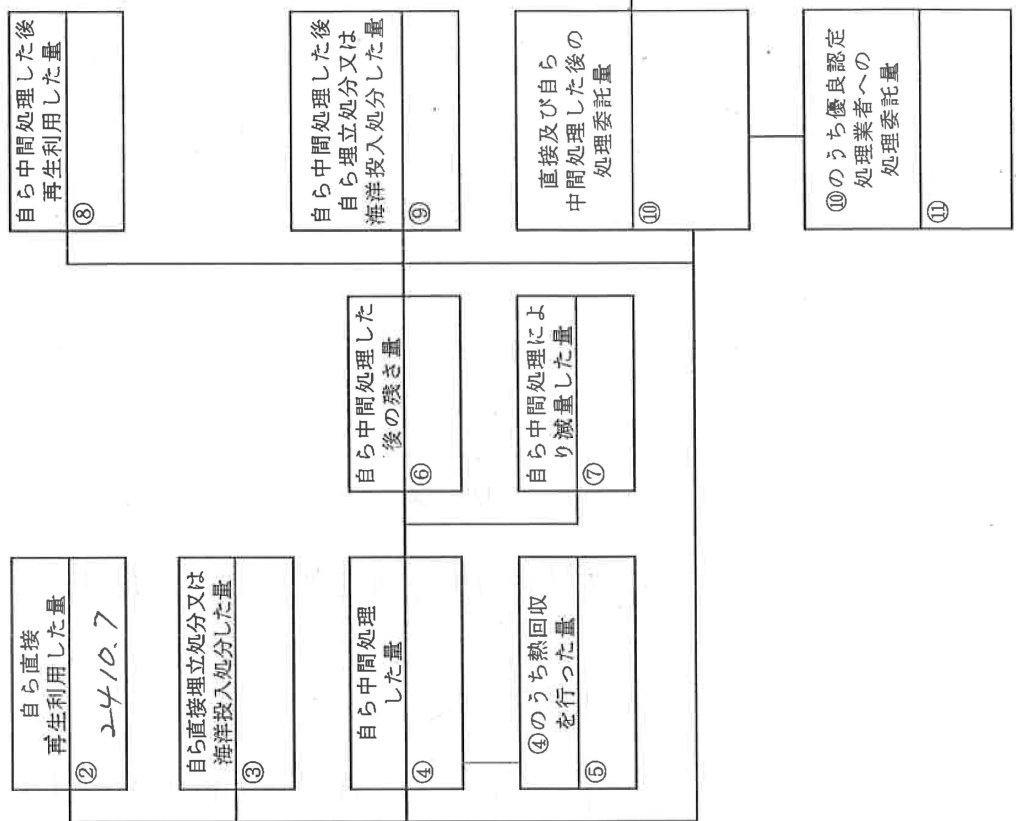 自ら直接
再生利用した量
②
2410.7
自ら直接埋立処分又は
海洋投入処分した量
③
自ら中間処理
した量
④
④のうち熱回収
を行った量
⑤
自ら中間処理した
後の残さ量
⑥
自ら中間処理によ
り減量した量
⑦
自ら中間処理した後
再生利用した量
⑧
自ら中間処理した後
自ら埋立処分又は
海洋投入処分した量
⑨
直接及び自ら
中間処理した後の
処理委託量
⑩
⑩のうち優良認定
処理業者への
処理委託量
⑪